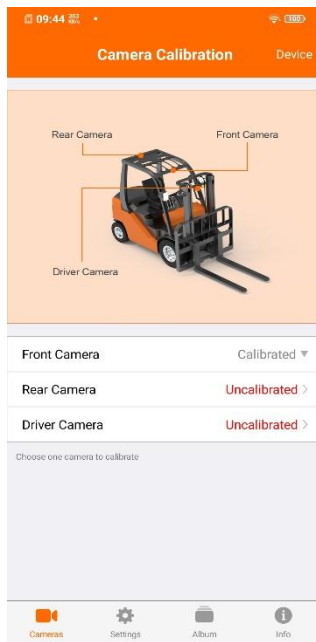 09:44
100
Camera Calibration Device
Rear Camera Front Camera
Driver Camera
Front Camera Calibrated
Rear Camera Uncalibrated
Driver Camera Uncalibrated
Choose one camera to calibrate
Cameras Settings Album Info